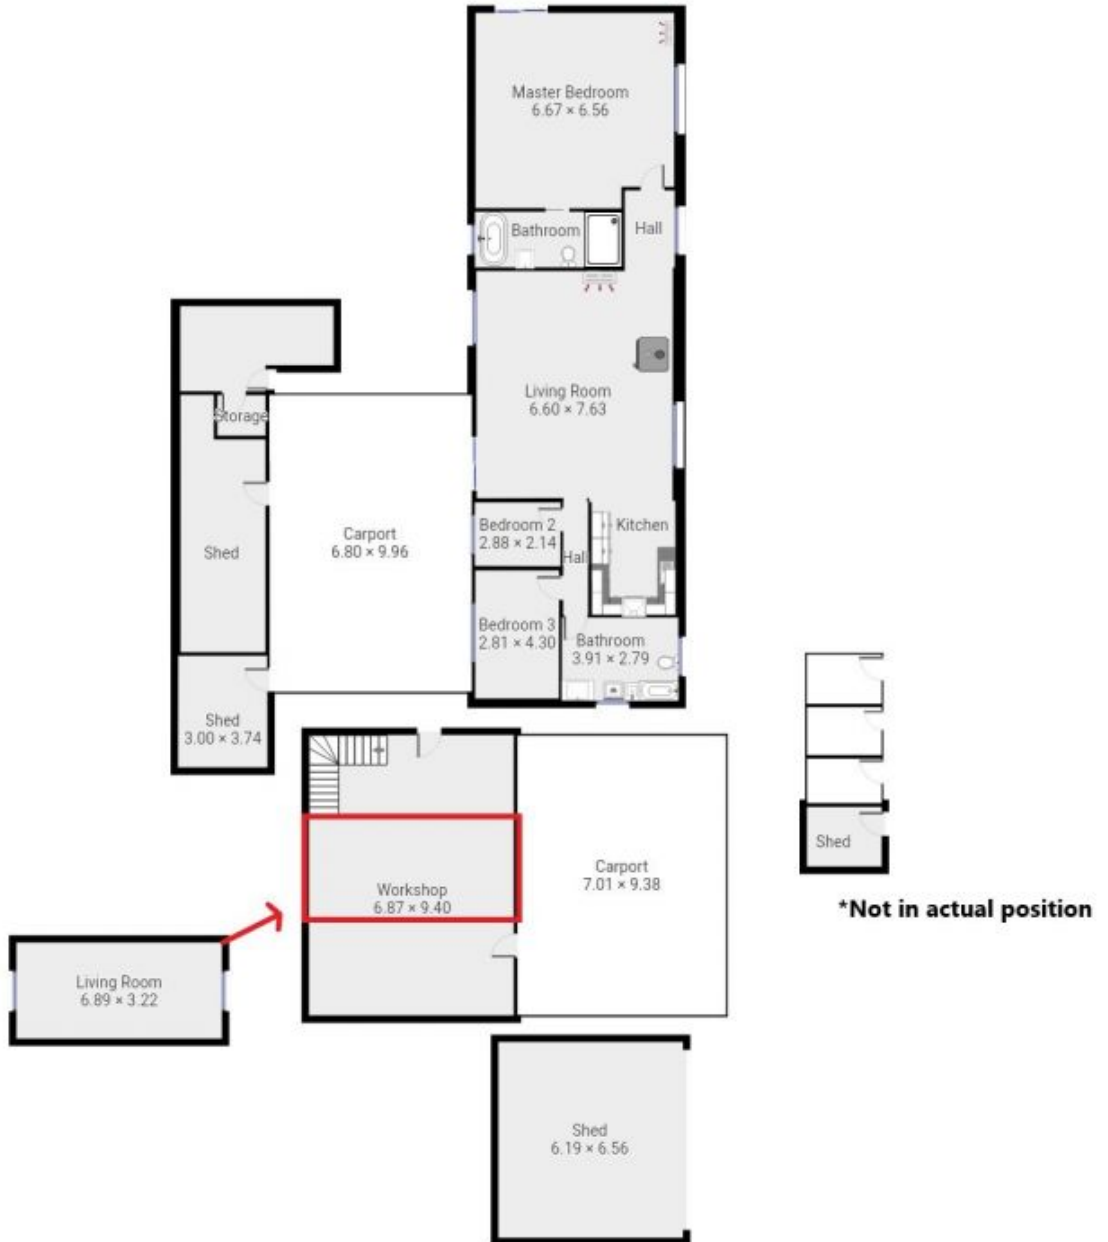 Master Bedroom
6.67 × 6.56
Bathroom
Hall
Living Room
6.60 × 7.63
Storage
Shed
Carport
6.80 × 9.96
Bedroom 2
2.88 × 2.14
Hall
Kitchen
Bedroom 3
2.81 × 4.30
Bathroom
3.91 × 2.79
Shed
3.00 × 3.74
Workshop
6.87 × 9.40
Carport
7.01 × 9.38
Shed
*Not in actual position
Living Room
6.89 × 3.22
Shed
6.19 × 6.56